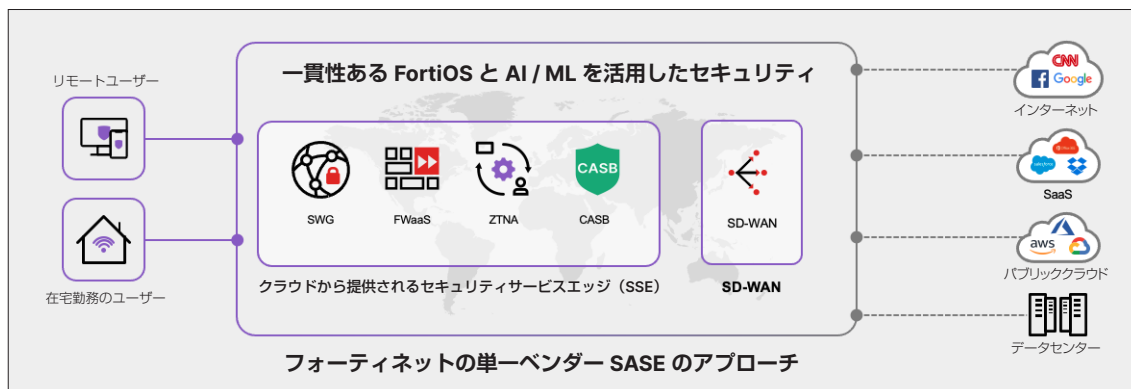 一貫性ある FortiOS と AI / ML を活用したセキュリティ
リモートユーザー
在宅勤務のユーザー
SWG
FWaaS
ZTNA
CASB
CASB
クラウドから提供されるセキュリティサービスエッジ（SSE）
SD-WAN
SD-WAN
フォーティネットの単一ベンダー SASE のアプローチ
CNN
Google
インターネット
salesforce
SaaS
aws
パブリッククラウド
データセンター